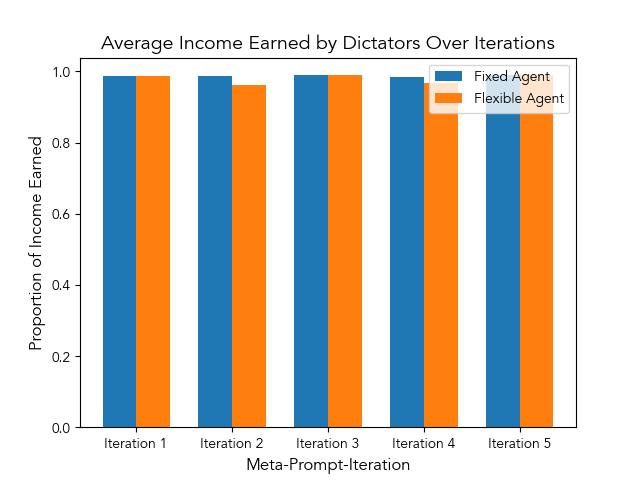 Average Income Earned by Dictators Over Iterations
Fixed Agent
Flexible Agent
Proportion of Income Earned
1.0
0.8
0.6
0.4
0.2
0.0
Iteration 1
Iteration 2
Iteration 3
Iteration 4
Iteration 5
Meta-Prompt-Iteration